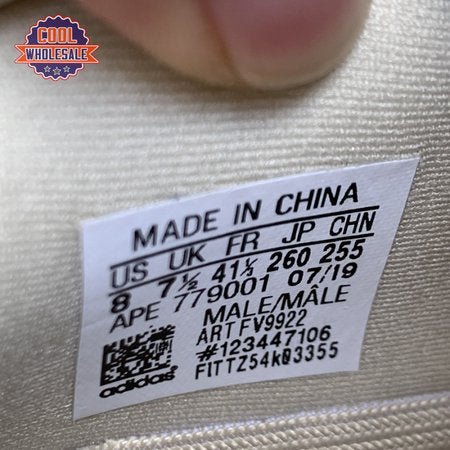 COOL
WHOLESALE
MADE IN CHINA
US UK FR JP CHN
8 7½ 41⅓ 260 255
APE 779001 07/19
MALE/MÂLE
ART FV9922
#123447106
FITTZ54k03355
adidas